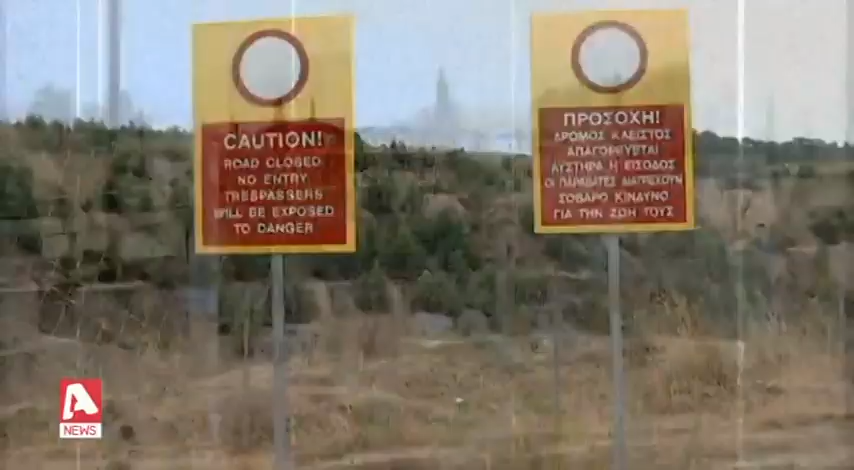 CAUTION!
ROAD CLOSED
NO ENTRY
TRESPASSERS
WILL BE EXPOSED
TO DANGER
ΠΡΟΣΟΧΗ!
ΔΡΟΜΟΣ ΚΛΕΙΣΤΟΣ
ΑΠΑΓΟΡΕΥΕΤΑΙ
ΑΥΣΤΗΡΑ Η ΕΙΣΟΔΟΣ
ΟΙ ΠΑΡΑΒΑΤΕΣ ΔΙΑΤΡΕΧΟΥΝ
ΣΟΒΑΡΟ ΚΙΝΔΥΝΟ
ΓΙΑ ΤΗΝ ΖΩΗ ΤΟΥΣ
A
NEWS